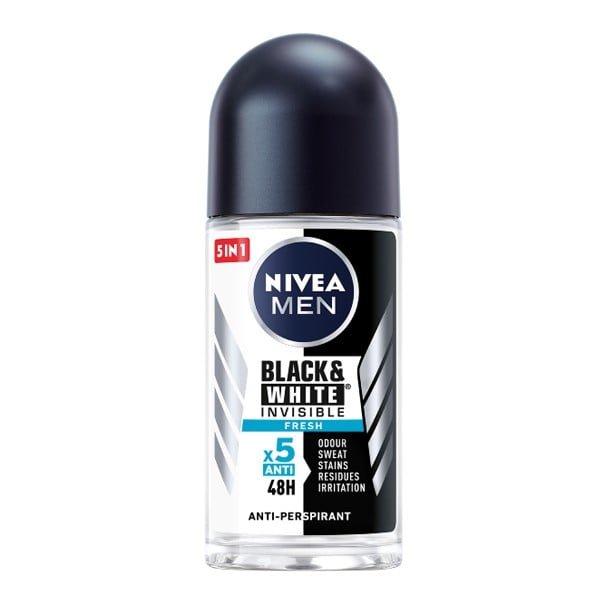 5 IN 1
NIVEA
MEN
BLACK &
WHITE®
INVISIBLE
FRESH
x5
ANTI
48H
ODOUR
SWEAT
STAINS
RESIDUES
IRRITATION
ANTI-PERSPIRANT